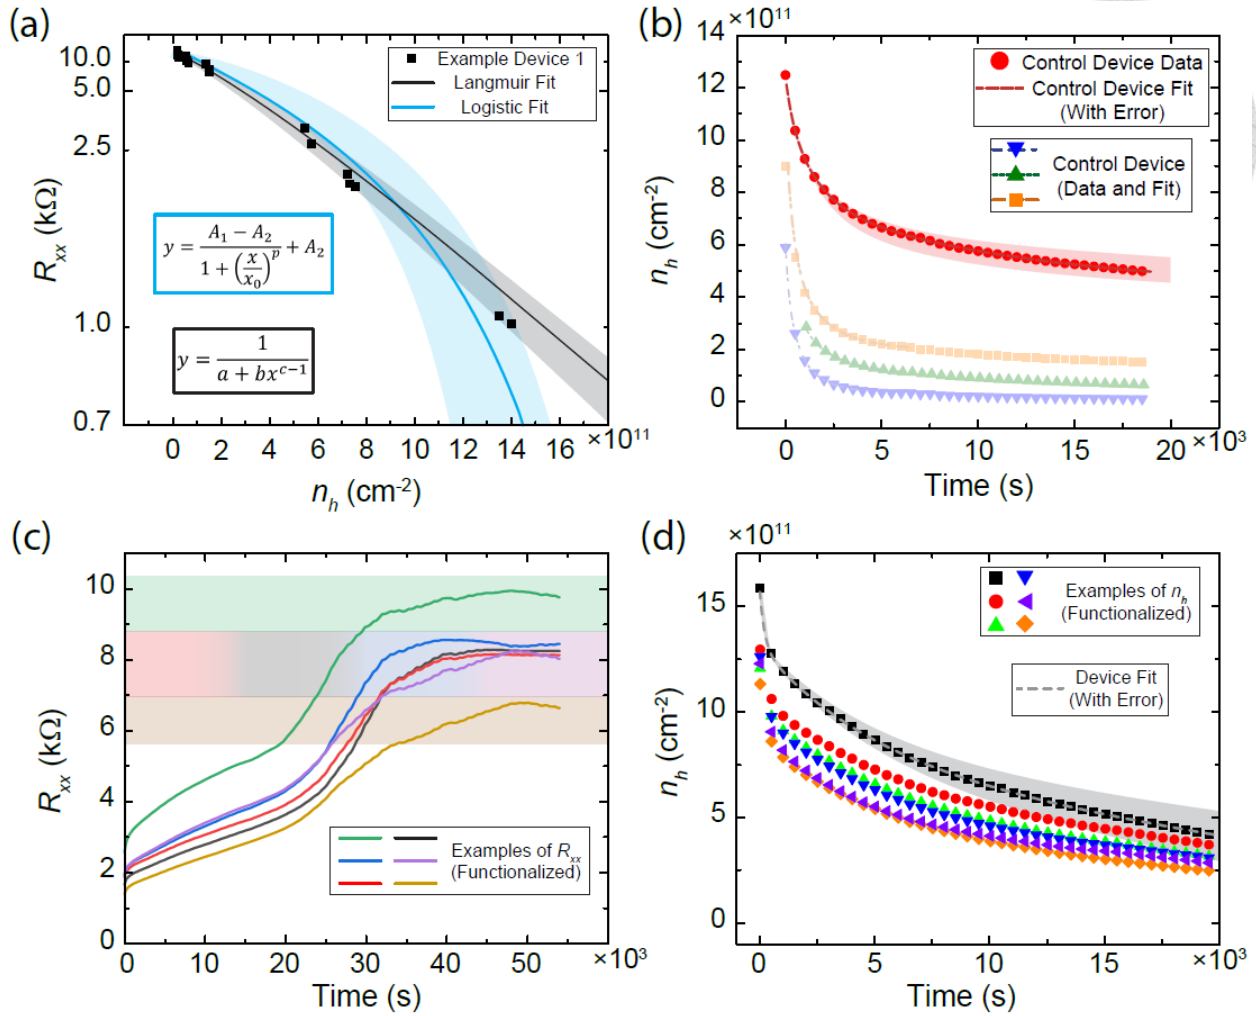 (a)
10.0
5.0
2.5
1.0
0.7
R_xx (kΩ)
Example Device 1
Langmuir Fit
Logistic Fit
y = \frac{A_1 − A_2}{1 + (\frac{x}{x_0})^p} + A_2
y = \frac{1}{a + bx^{c−1}}
0 2 4 6 8 10 12 14 16 ×10^11
n_h (cm^-2)
(b)
×10^11
14
12
10
8
6
4
2
0
n_h (cm^-2)
Control Device Data
Control Device Fit
(With Error)
Control Device
(Data and Fit)
0 5 10 15 20 ×10^3
Time (s)
(c)
10
8
6
4
2
0
R_xx (kΩ)
Examples of R_xx
(Functionalized)
0 10 20 30 40 50 ×10^3
Time (s)
(d)
×10^11
15
10
5
0
n_h (cm^-2)
Examples of n_h
(Functionalized)
Device Fit
(With Error)
0 5 10 15 ×10^3
Time (s)